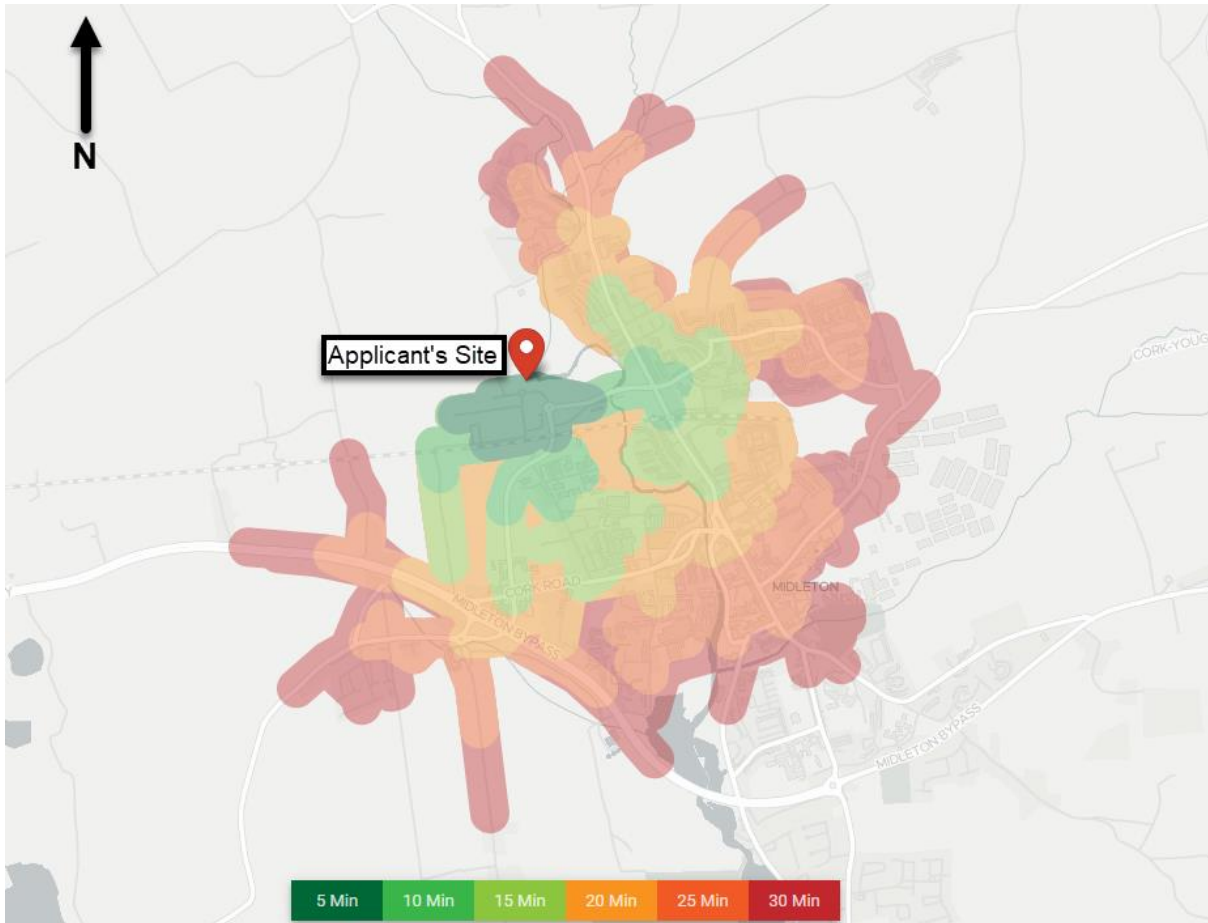 N
Applicant's Site
CORK-YOUG
CORK ROAD
MIDLETON BYPASS
MIDLETON
MIDLETON BYPASS
5 Min
10 Min
15 Min
20 Min
25 Min
30 Min